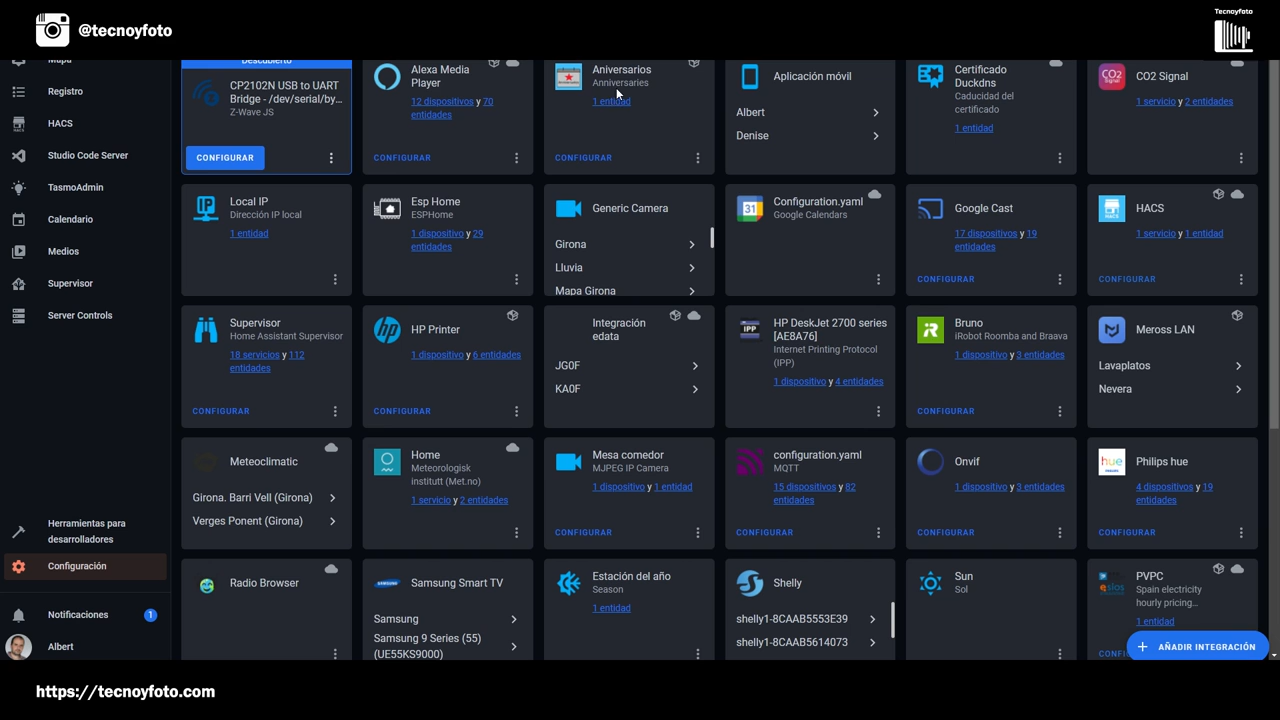 @tecnoyfoto
Tecnoyfoto
Mapa
Registro
HACS
Studio Code Server
TasmoAdmin
Calendario
Medios
Supervisor
Server Controls
Herramientas para
desarrolladores
Configuración
Notificaciones
1
Albert
Descubierto
CP2102N USB to UART
Bridge - /dev/serial/by...
Z-Wave JS
CONFIGURAR
Alexa Media
Player
12 dispositivos y 70
entidades
CONFIGURAR
Aniversarios
Anniversaries
1 entidad
CONFIGURAR
Aplicación móvil
Albert
Denise
Certificado
Duckdns
Caducidad del
certificado
1 entidad
CO2
Signal
CO2 Signal
1 servicio y 2 entidades
Local IP
Dirección IP local
1 entidad
Esp Home
ESPHome
1 dispositivo y 29
entidades
Generic Camera
Girona
Lluvia
Mapa Girona
31
Configuration.yaml
Google Calendars
Google Cast
17 dispositivos y 19
entidades
CONFIGURAR
HACS
1 servicio y 1 entidad
CONFIGURAR
Supervisor
Home Assistant Supervisor
18 servicios y 112
entidades
CONFIGURAR
hp
HP Printer
1 dispositivo y 6 entidades
CONFIGURAR
Integración
edata
JG0F
KA0F
IPP
HP DeskJet 2700 series
[AE8A76]
Internet Printing Protocol
(IPP)
1 dispositivo y 4 entidades
iR
Bruno
iRobot Roomba and Braava
1 dispositivo y 3 entidades
CONFIGURAR
Meross LAN
Lavaplatos
Nevera
Meteoclimatic
Girona. Barri Vell (Girona)
Verges Ponent (Girona)
Home
Meteorologisk
institutt (Met.no)
1 servicio y 2 entidades
Mesa comedor
MJPEG IP Camera
1 dispositivo y 1 entidad
CONFIGURAR
configuration.yaml
MQTT
15 dispositivos y 82
entidades
CONFIGURAR
Onvif
1 dispositivo y 3 entidades
CONFIGURAR
hue
Philips hue
4 dispositivos y 19
entidades
CONFIGURAR
Radio Browser
SAMSUNG
Samsung Smart TV
Samsung
Samsung 9 Series (55)
(UE55KS9000)
Estación del año
Season
1 entidad
Shelly
shelly1-8CAAB5553E39
shelly1-8CAAB5614073
Sun
Sol
esios
PVPC
Spain electricity
hourly pricing...
1 entidad
CONFI
AÑADIR INTEGRACIÓN
https://tecnoyfoto.com